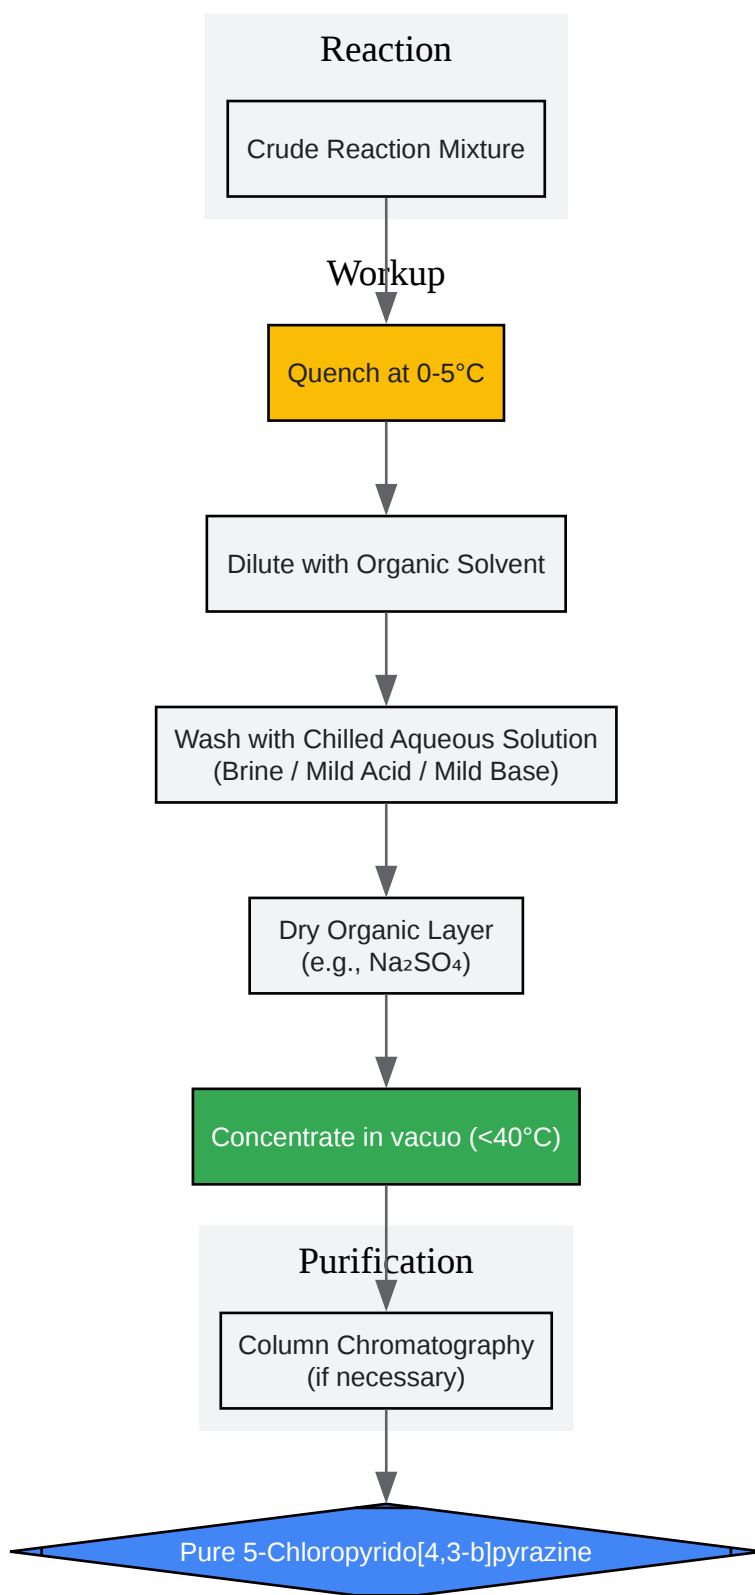 Reaction
Crude Reaction Mixture
Workup
Quench at 0-5°C
Dilute with Organic Solvent
Wash with Chilled Aqueous Solution
(Brine / Mild Acid / Mild Base)
Dry Organic Layer
(e.g., Na₂SO₄)
Concentrate in vacuo (<40°C)
Purification
Column Chromatography
(if necessary)
Pure 5-Chloropyrido[4,3-b]pyrazine